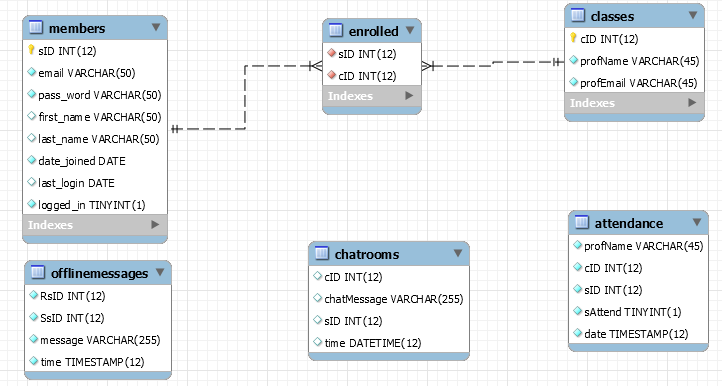 members
sID INT(12)
email VARCHAR(50)
pass_word VARCHAR(50)
first_name VARCHAR(50)
last_name VARCHAR(50)
date_joined DATE
last_login DATE
logged_in TINYINT(1)
Indexes
enrolled
sID INT(12)
cID INT(12)
Indexes
classes
cID INT(12)
profName VARCHAR(45)
profEmail VARCHAR(45)
Indexes
offlinemessages
RsID INT(12)
SsID INT(12)
message VARCHAR(255)
time TIMESTAMP(12)
chatrooms
cID INT(12)
chatMessage VARCHAR(255)
sID INT(12)
time DATETIME(12)
attendance
profName VARCHAR(45)
cID INT(12)
sID INT(12)
sAttend TINYINT(1)
date TIMESTAMP(12)